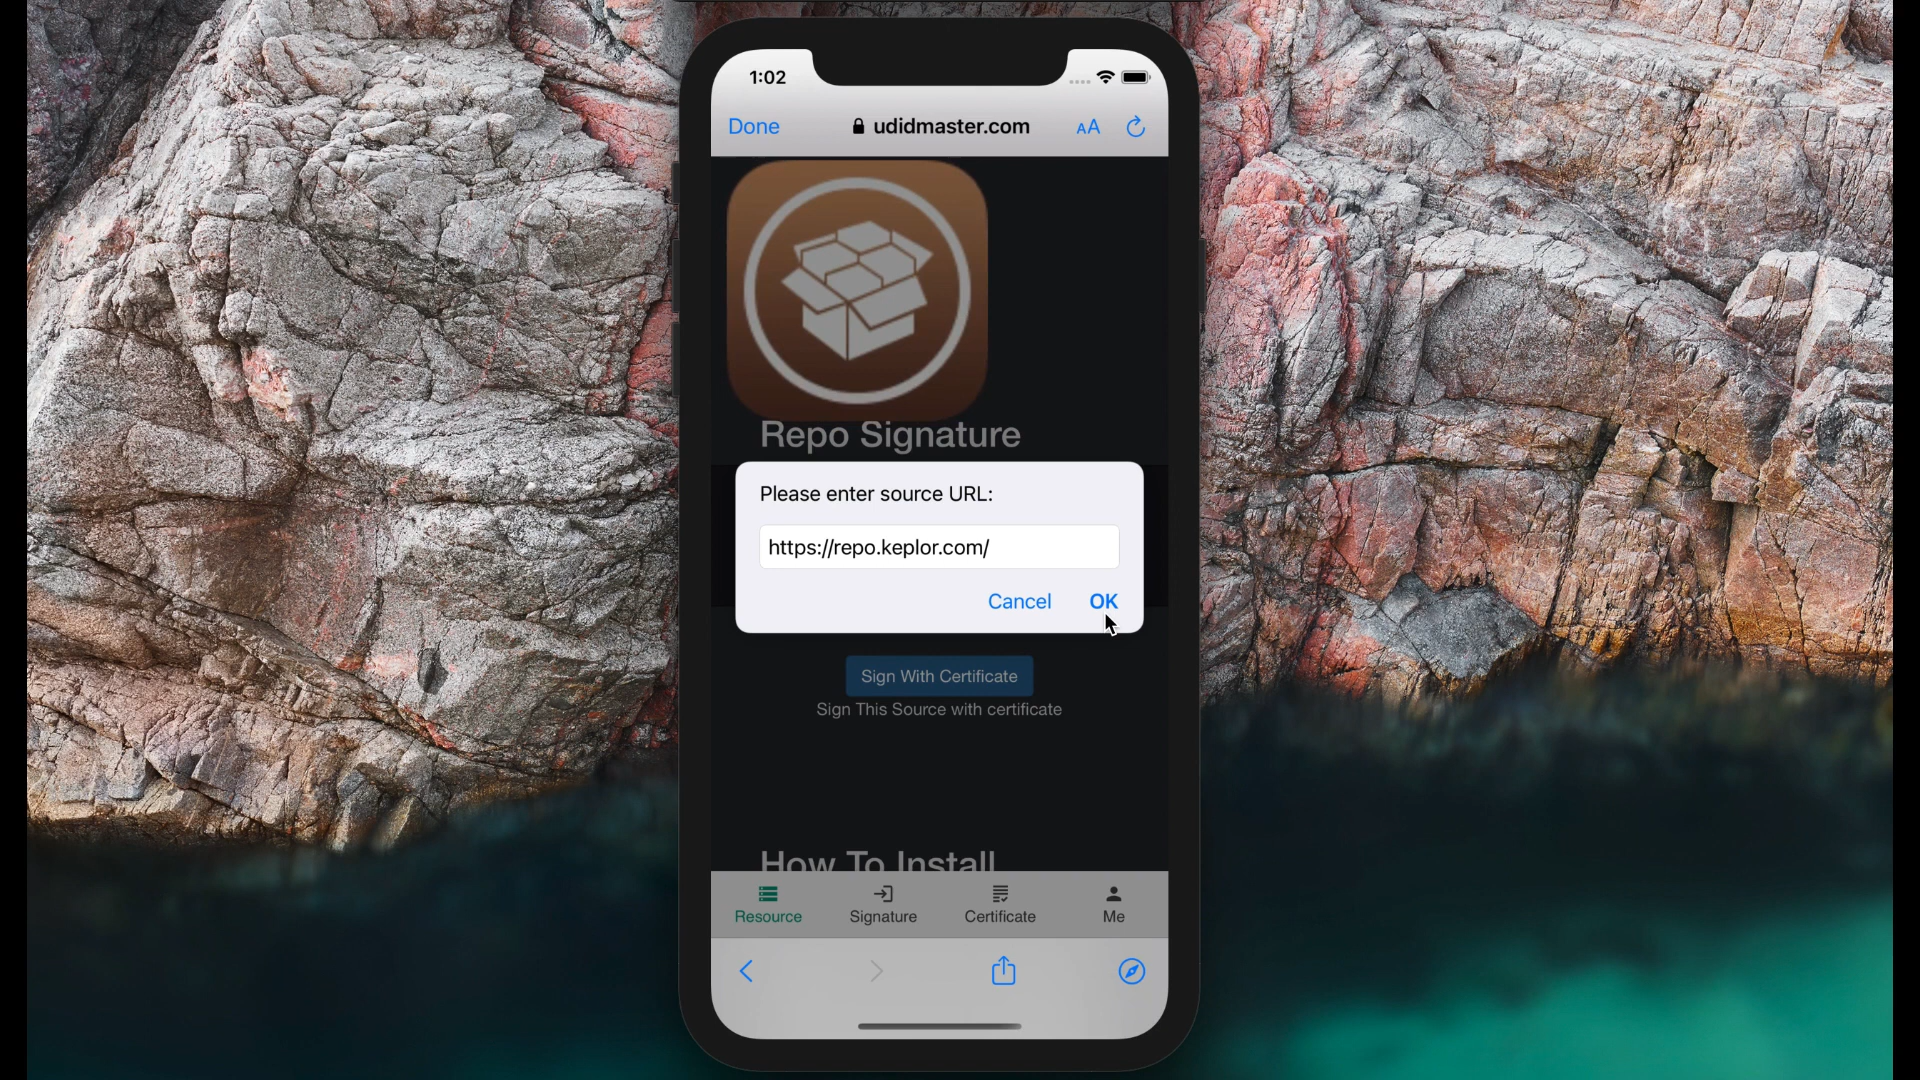 1:02
Done
udidmaster.com
AA
Repo Signature
Please enter source URL:
https://repo.keplor.com/
Cancel
OK
Sign With Certificate
Sign This Source with certificate
How To Install
Resource
Signature
Certificate
Me